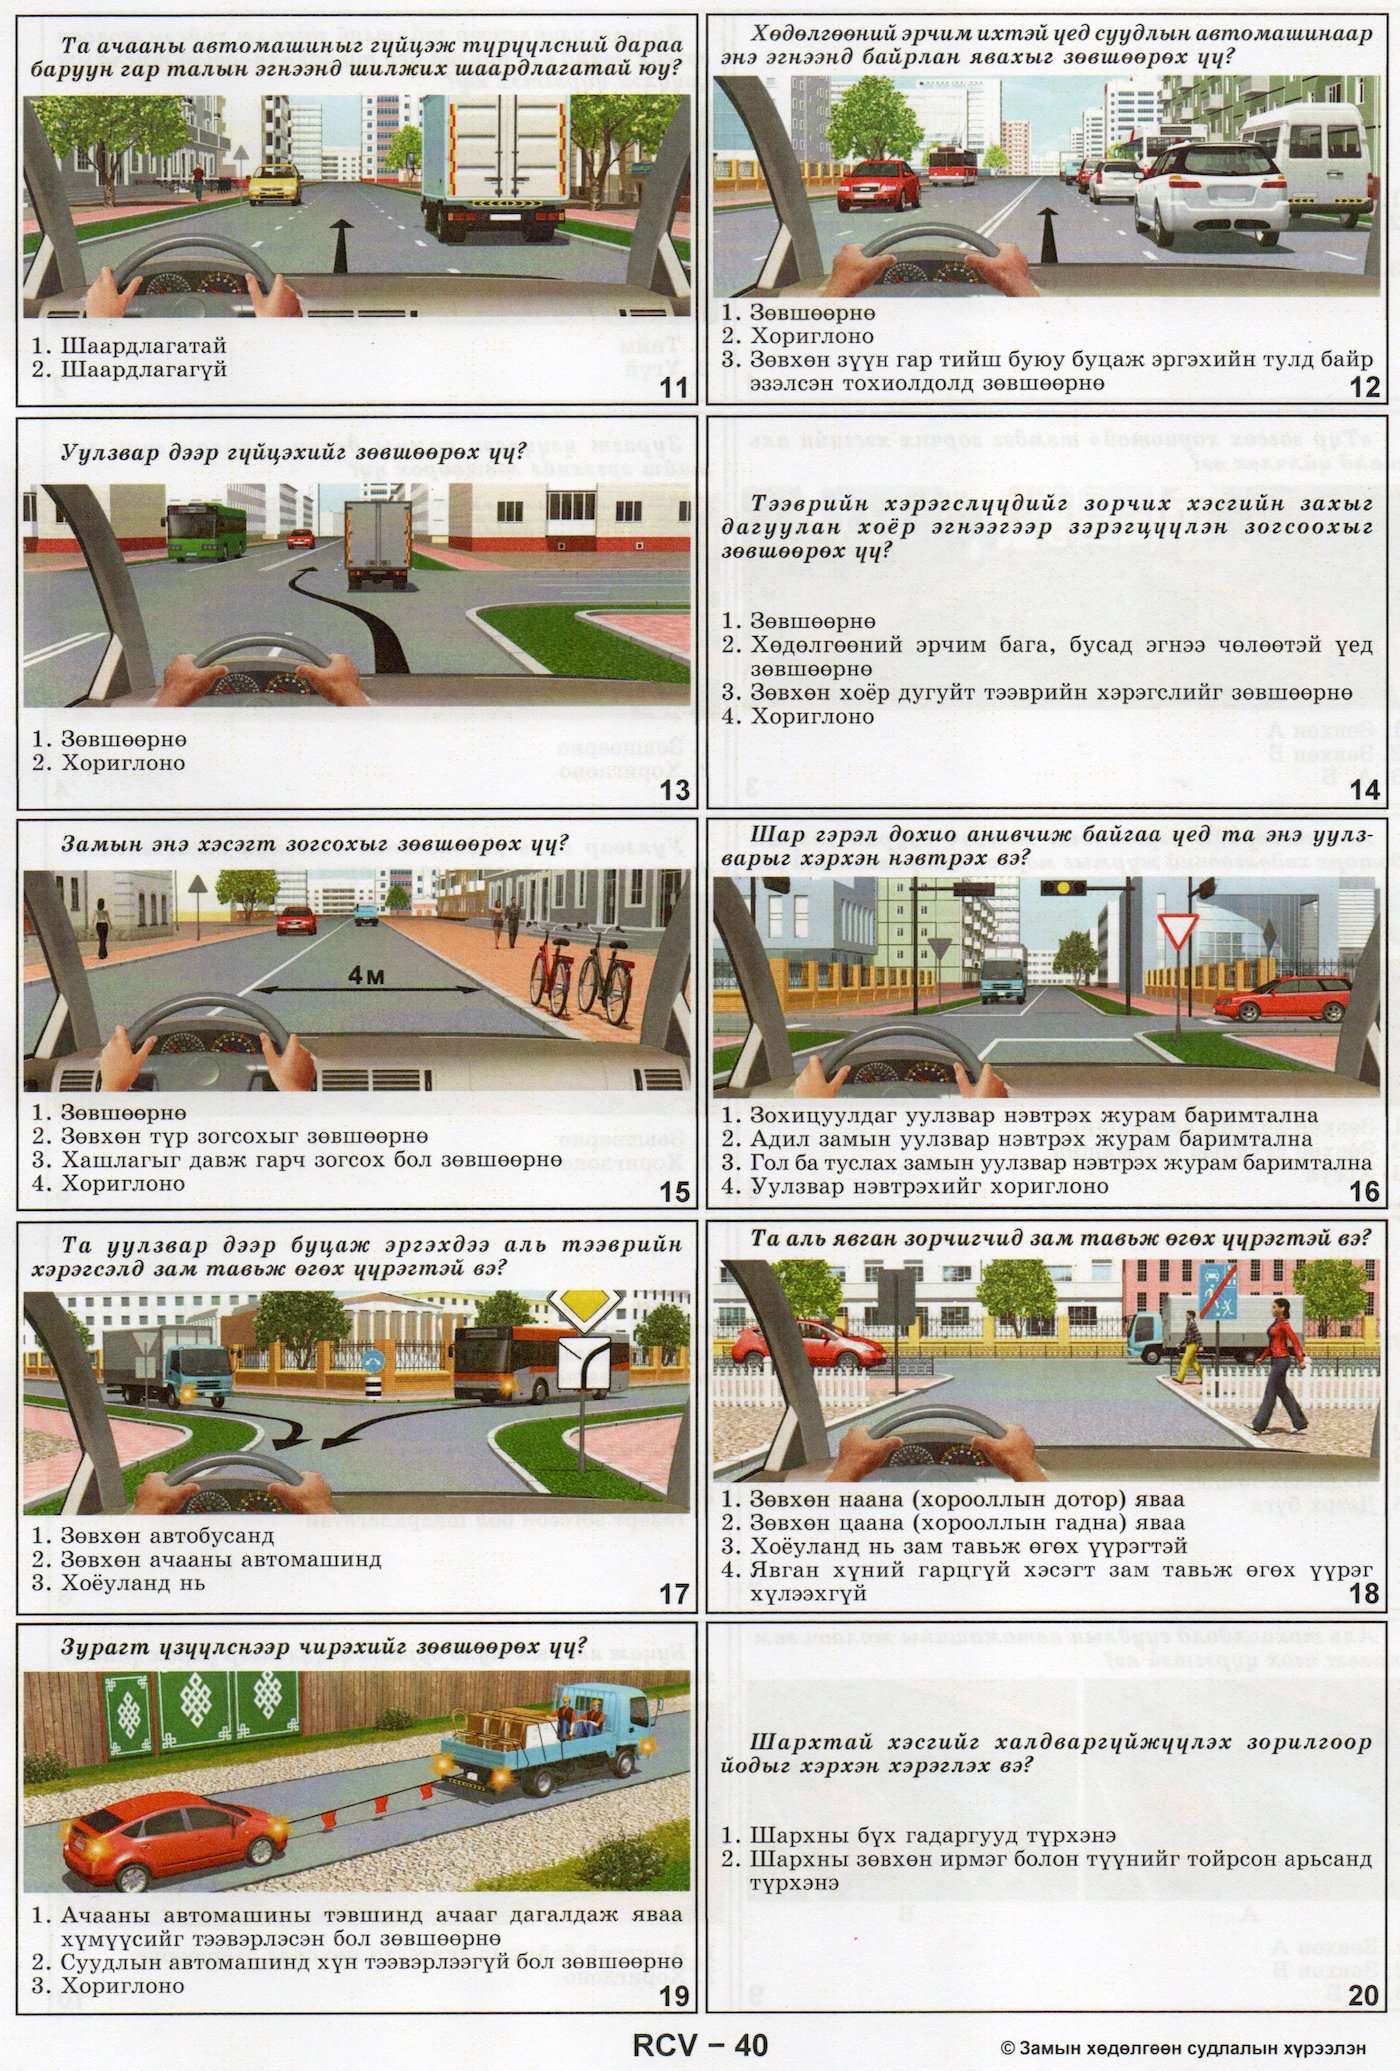 Та ачааны автомашиныг гүйцэж түрүүлсний дараа
баруун гар талын эгнээнд шилжих шаардлагатай юу?
1. Шаардлагатай
2. Шаардлагагүй
11
Хөдөлгөөний эрчим ихтэй үед суудлын автомашинаар
энэ эгнээнд байрлан явахыг зөвшөөрөх үү?
1. Зөвшөөрнө
2. Хориглоно
3. Зөвхөн зүүн гар тийш буюу буцаж эргэхийн тулд байр
эзэлсэн тохиолдолд зөвшөөрнө
12
Уулзвар дээр гүйцэхийг зөвшөөрөх үү?
1. Зөвшөөрнө
2. Хориглоно
13
Тээврийн хэрэгслүүдийг зорчих хэсгийн захыг
дагуулан хоёр эгнээгээр зэрэгцүүлэн зогсоохыг
зөвшөөрөх үү?
1. Зөвшөөрнө
2. Хөдөлгөөний эрчим бага, бусад эгнээ чөлөөтэй үед
зөвшөөрнө
3. Зөвхөн хоёр дугуйт тээврийн хэрэгслийг зөвшөөрнө
4. Хориглоно
14
Замын энэ хэсэгт зогсохыг зөвшөөрөх үү?
4 м
1. Зөвшөөрнө
2. Зөвхөн түр зогсохыг зөвшөөрнө
3. Хашлагыг давж гарч зогсох бол зөвшөөрнө
4. Хориглоно
15
Шар гэрэл дохио анивчиж байгаа үед та энэ уулз-
варыг хэрхэн нэвтрэх вэ?
1. Зохицуулдаг уулзвар нэвтрэх журам баримтална
2. Адил замын уулзвар нэвтрэх журам баримтална
3. Гол ба туслах замын уулзвар нэвтрэх журам баримтална
4. Уулзвар нэвтрэхийг хориглоно
16
Та уулзвар дээр буцаж эргэхдээ аль тээврийн
хэрэгсэлд зам тавьж өгөх үүрэгтэй вэ?
1. Зөвхөн автобусанд
2. Зөвхөн ачааны автомашинд
3. Хоёуланд нь
17
Та аль явган зорчигчид зам тавьж өгөх үүрэгтэй вэ?
1. Зөвхөн наана (хорооллын дотор) яваа
2. Зөвхөн цаана (хорооллын гадна) яваа
3. Хоёуланд нь зам тавьж өгөх үүрэгтэй
4. Явган хүний гарцгүй хэсэгт зам тавьж өгөх үүрэг
хүлээхгүй
18
Зурагт үзүүлснээр чирэхийг зөвшөөрөх үү?
1. Ачааны автомашины тэвшинд ачааг дагалдаж яваа
хүмүүсийг тээвэрлэсэн бол зөвшөөрнө
2. Суудлын автомашинд хүн тээвэрлээгүй бол зөвшөөрнө
3. Хориглоно
19
Шархтай хэсгийг халдваргүйжүүлэх зорилгоор
йодыг хэрхэн хэрэглэх вэ?
1. Шархны бүх гадаргууд түрхэнэ
2. Шархны зөвхөн ирмэг болон түүнийг тойрсон арьсанд
түрхэнэ
20
RCV – 40
© Замын хөдөлгөөн судлалын хүрээлэн